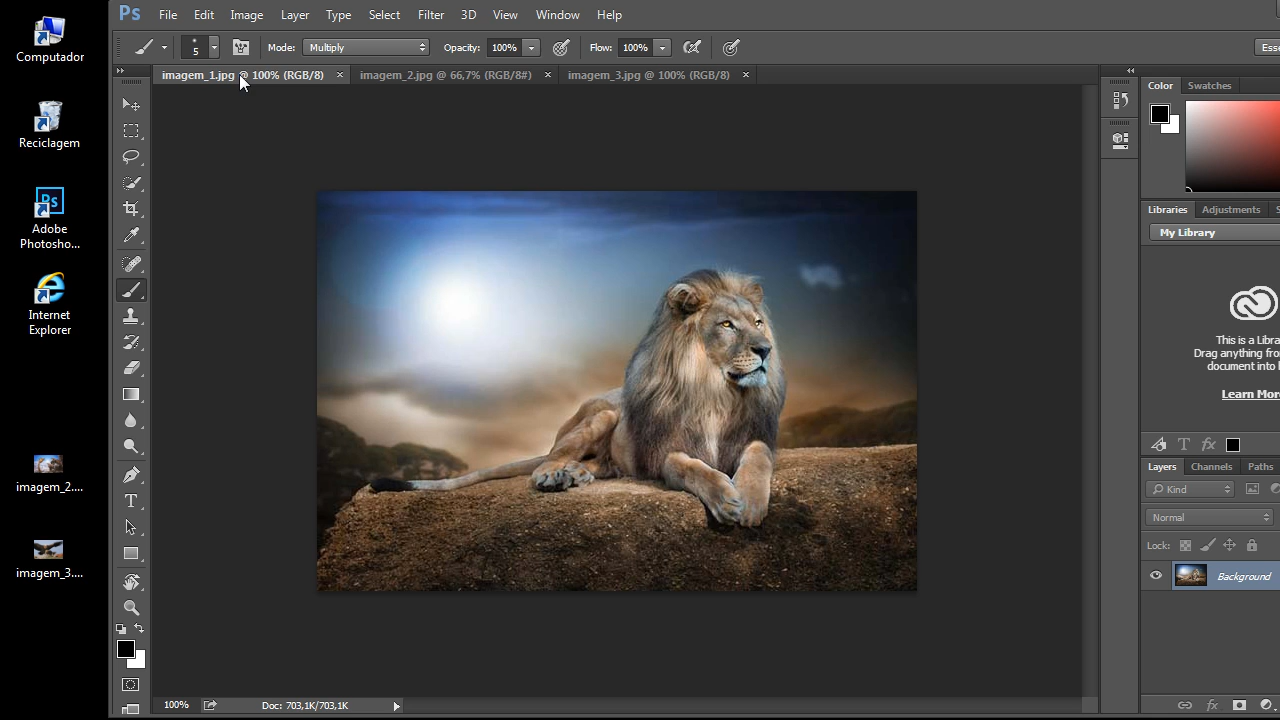 Computador
Reciclagem
Adobe
Photosho...
Internet
Explorer
imagem_2....
imagem_3....
Ps File Edit Image Layer Type Select Filter 3D View Window Help
5 Mode: Multiply Opacity: 100% Flow: 100% Esse
imagem_1.jpg @ 100% (RGB/8) × imagem_2.jpg @ 66,7% (RGB/8#) × imagem_3.jpg @ 100% (RGB/8) ×
Color Swatches
Libraries Adjustments S
My Library
This is a Libra
Drag anything from
document into
Learn More
Layers Channels Paths
Kind
Normal
Lock:
Background
100% Doc: 703,1K/703,1K